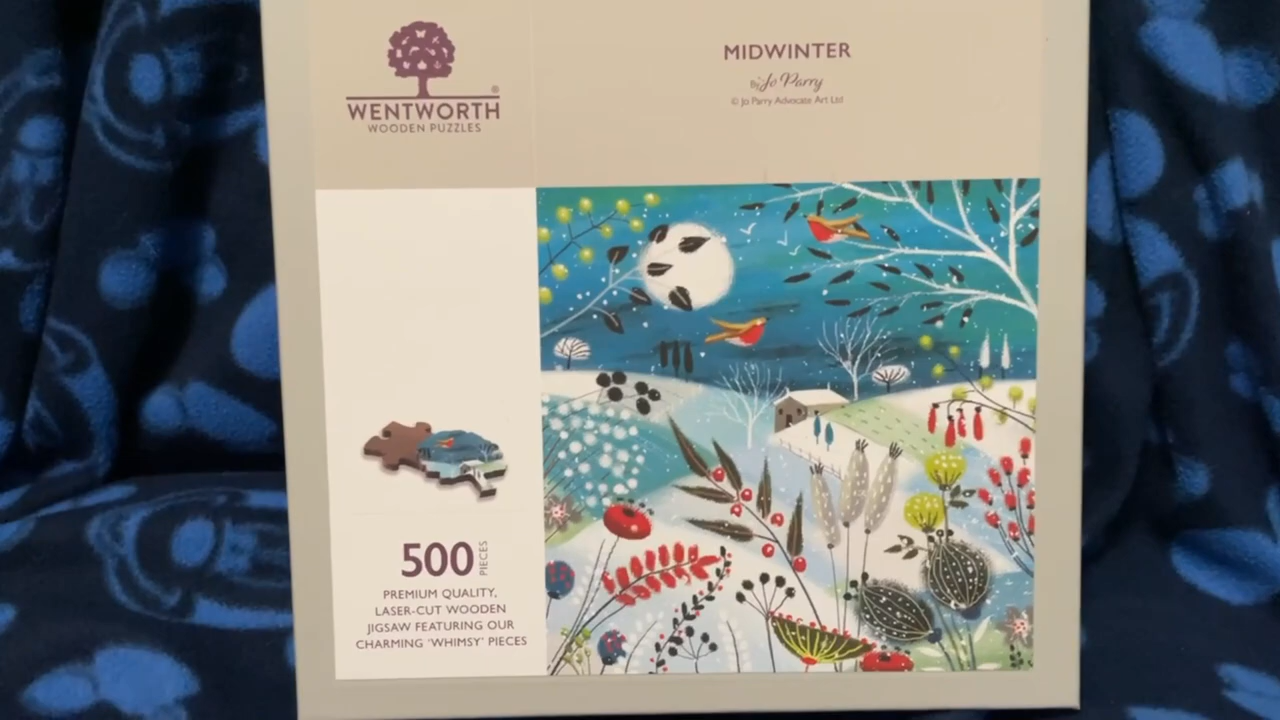 WENTWORTH®
WOODEN PUZZLES
MIDWINTER
By Jo Parry
© Jo Parry Advocate Art Ltd
500 PIECES
PREMIUM QUALITY,
LASER-CUT WOODEN
JIGSAW FEATURING OUR
CHARMING 'WHIMSY' PIECES